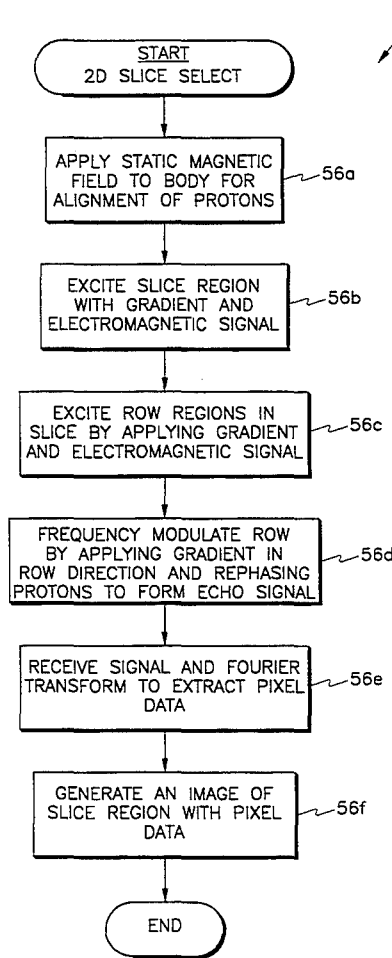 START
2D SLICE SELECT
APPLY STATIC MAGNETIC
FIELD TO BODY FOR
ALIGNMENT OF PROTONS
56a
EXCITE SLICE REGION
WITH GRADIENT AND
ELECTROMAGNETIC SIGNAL
56b
EXCITE ROW REGIONS IN
SLICE BY APPLYING GRADIENT
AND ELECTROMAGNETIC SIGNAL
56c
FREQUENCY MODULATE ROW
BY APPLYING GRADIENT IN
ROW DIRECTION AND REPHASING
PROTONS TO FORM ECHO SIGNAL
56d
RECEIVE SIGNAL AND FOURIER
TRANSFORM TO EXTRACT PIXEL
DATA
56e
GENERATE AN IMAGE OF
SLICE REGION WITH PIXEL
DATA
56f
END